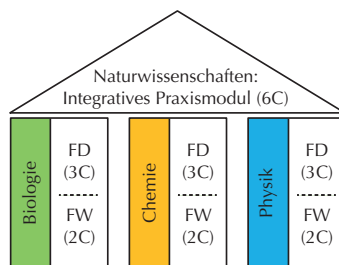 Naturwissenschaften:
Integratives Praxismodul (6C)
Biologie
FD
(3C)
FW
(2C)
Chemie
FD
(3C)
FW
(2C)
Physik
FD
(3C)
FW
(2C)